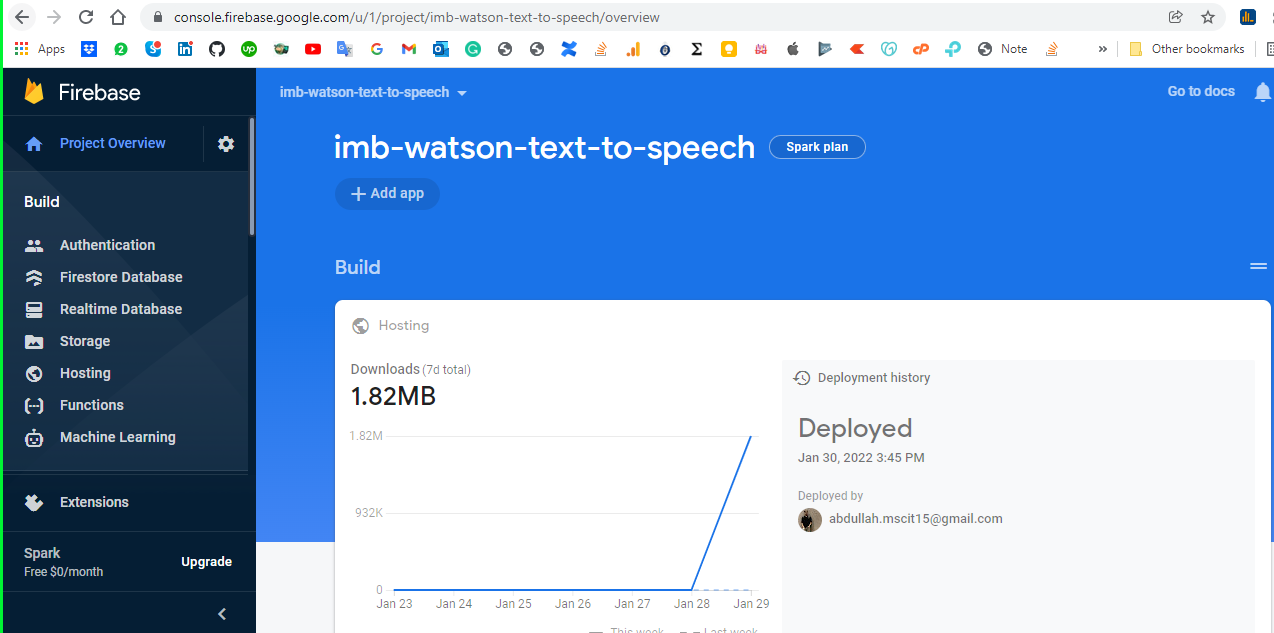 console.firebase.google.com/u/1/project/imb-watson-text-to-speech/overview
Apps
Note
»
Other bookmarks
Firebase
imb-watson-text-to-speech
Go to docs
Project Overview
imb-watson-text-to-speech
Spark plan
+ Add app
Build
Authentication
Firestore Database
Realtime Database
Storage
Hosting
Functions
Machine Learning
Extensions
Spark
Free $0/month
Upgrade
Build
Hosting
Downloads (7d total)
1.82MB
1.82M
932K
0
Jan 23 Jan 24 Jan 25 Jan 26 Jan 27 Jan 28 Jan 29
This week Last week
Deployment history
Deployed
Jan 30, 2022 3:45 PM
Deployed by
abdullah.mscit15@gmail.com